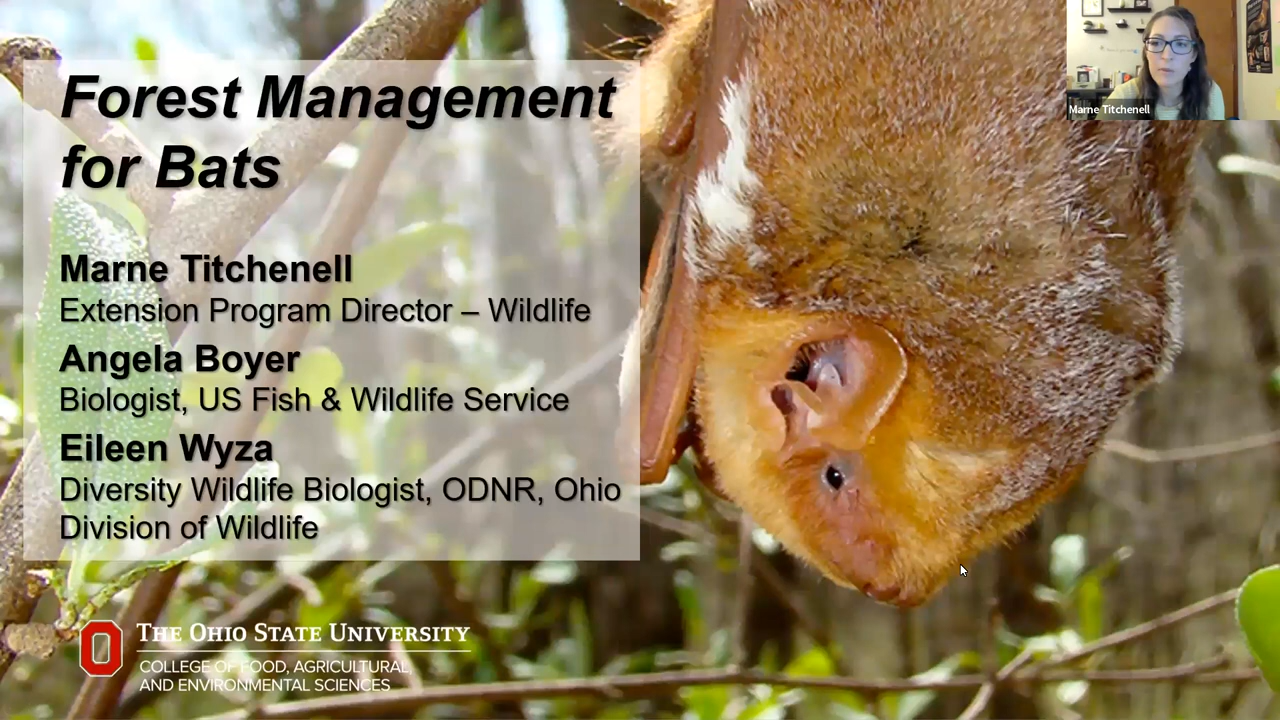 Forest Management
for Bats
Marne Titchenell
Extension Program Director – Wildlife
Angela Boyer
Biologist, US Fish & Wildlife Service
Eileen Wyza
Diversity Wildlife Biologist, ODNR, Ohio
Division of Wildlife
THE OHIO STATE UNIVERSITY
COLLEGE OF FOOD, AGRICULTURAL,
AND ENVIRONMENTAL SCIENCES
Marne Titchenell